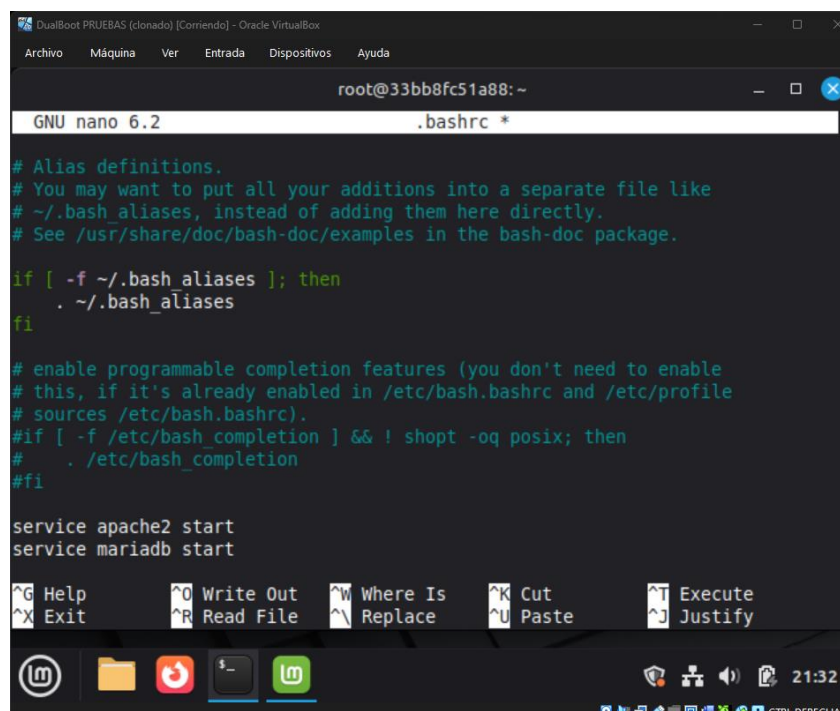 DualBoot PRUEBAS (clonado) [Corriendo] - Oracle VirtualBox
Archivo Máquina Ver Entrada Dispositivos Ayuda
root@33bb8fc51a88: ~
GNU nano 6.2 .bashrc *
# Alias definitions.
# You may want to put all your additions into a separate file like
# ~/.bash_aliases, instead of adding them here directly.
# See /usr/share/doc/bash-doc/examples in the bash-doc package.
if [ -f ~/.bash_aliases ]; then
    . ~/.bash_aliases
fi
# enable programmable completion features (you don't need to enable
# this, if it's already enabled in /etc/bash.bashrc and /etc/profile
# sources /etc/bash.bashrc).
#if [ -f /etc/bash_completion ] && ! shopt -oq posix; then
#    . /etc/bash_completion
#fi
service apache2 start
service mariadb start
^G Help ^O Write Out ^W Where Is ^K Cut ^T Execute
^X Exit ^R Read File ^\ Replace ^U Paste ^J Justify
$_ 21:32
CTRL DERECHA